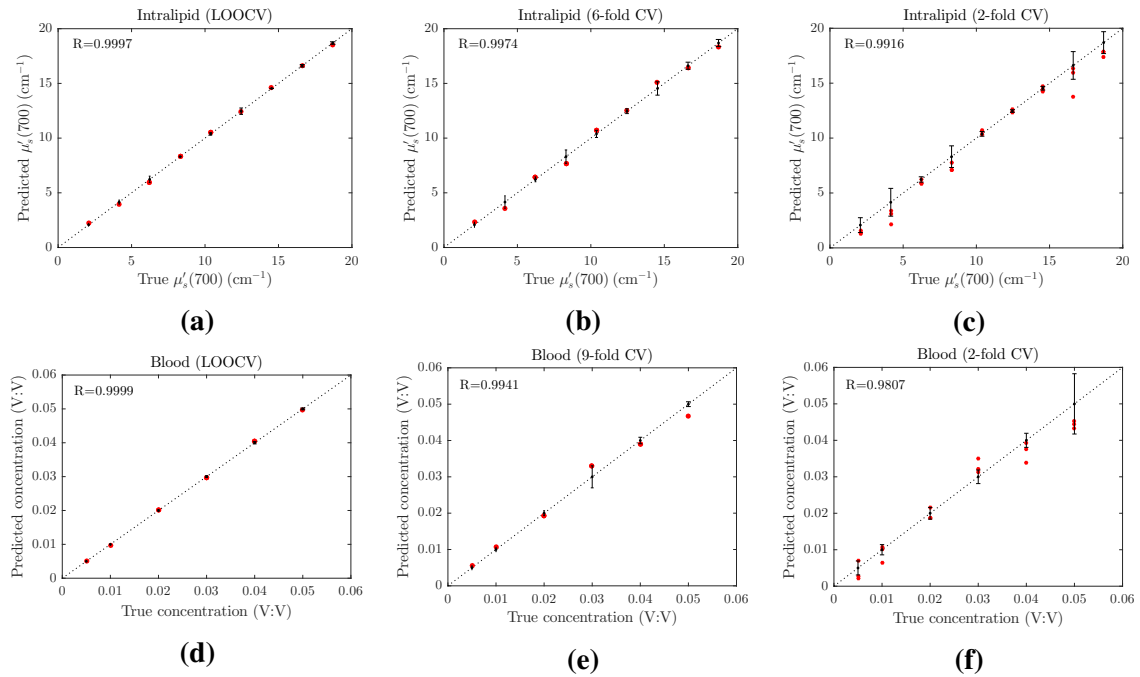 Intralipid (LOOCV)
R=0.9997
20
15
10
5
0
Predicted μ′s(700) (cm⁻¹)
0 5 10 15 20
True μ′s(700) (cm⁻¹)
(a)
Intralipid (6-fold CV)
R=0.9974
20
15
10
5
0
Predicted μ′s(700) (cm⁻¹)
0 5 10 15 20
True μ′s(700) (cm⁻¹)
(b)
Intralipid (2-fold CV)
R=0.9916
20
15
10
5
0
Predicted μ′s(700) (cm⁻¹)
0 5 10 15 20
True μ′s(700) (cm⁻¹)
(c)
Blood (LOOCV)
R=0.9999
0.06
0.05
0.04
0.03
0.02
0.01
0
Predicted concentration (V:V)
0 0.01 0.02 0.03 0.04 0.05 0.06
True concentration (V:V)
(d)
Blood (9-fold CV)
R=0.9941
0.06
0.05
0.04
0.03
0.02
0.01
0
Predicted concentration (V:V)
0 0.01 0.02 0.03 0.04 0.05 0.06
True concentration (V:V)
(e)
Blood (2-fold CV)
R=0.9807
0.06
0.05
0.04
0.03
0.02
0.01
0
Predicted concentration (V:V)
0 0.01 0.02 0.03 0.04 0.05 0.06
True concentration (V:V)
(f)